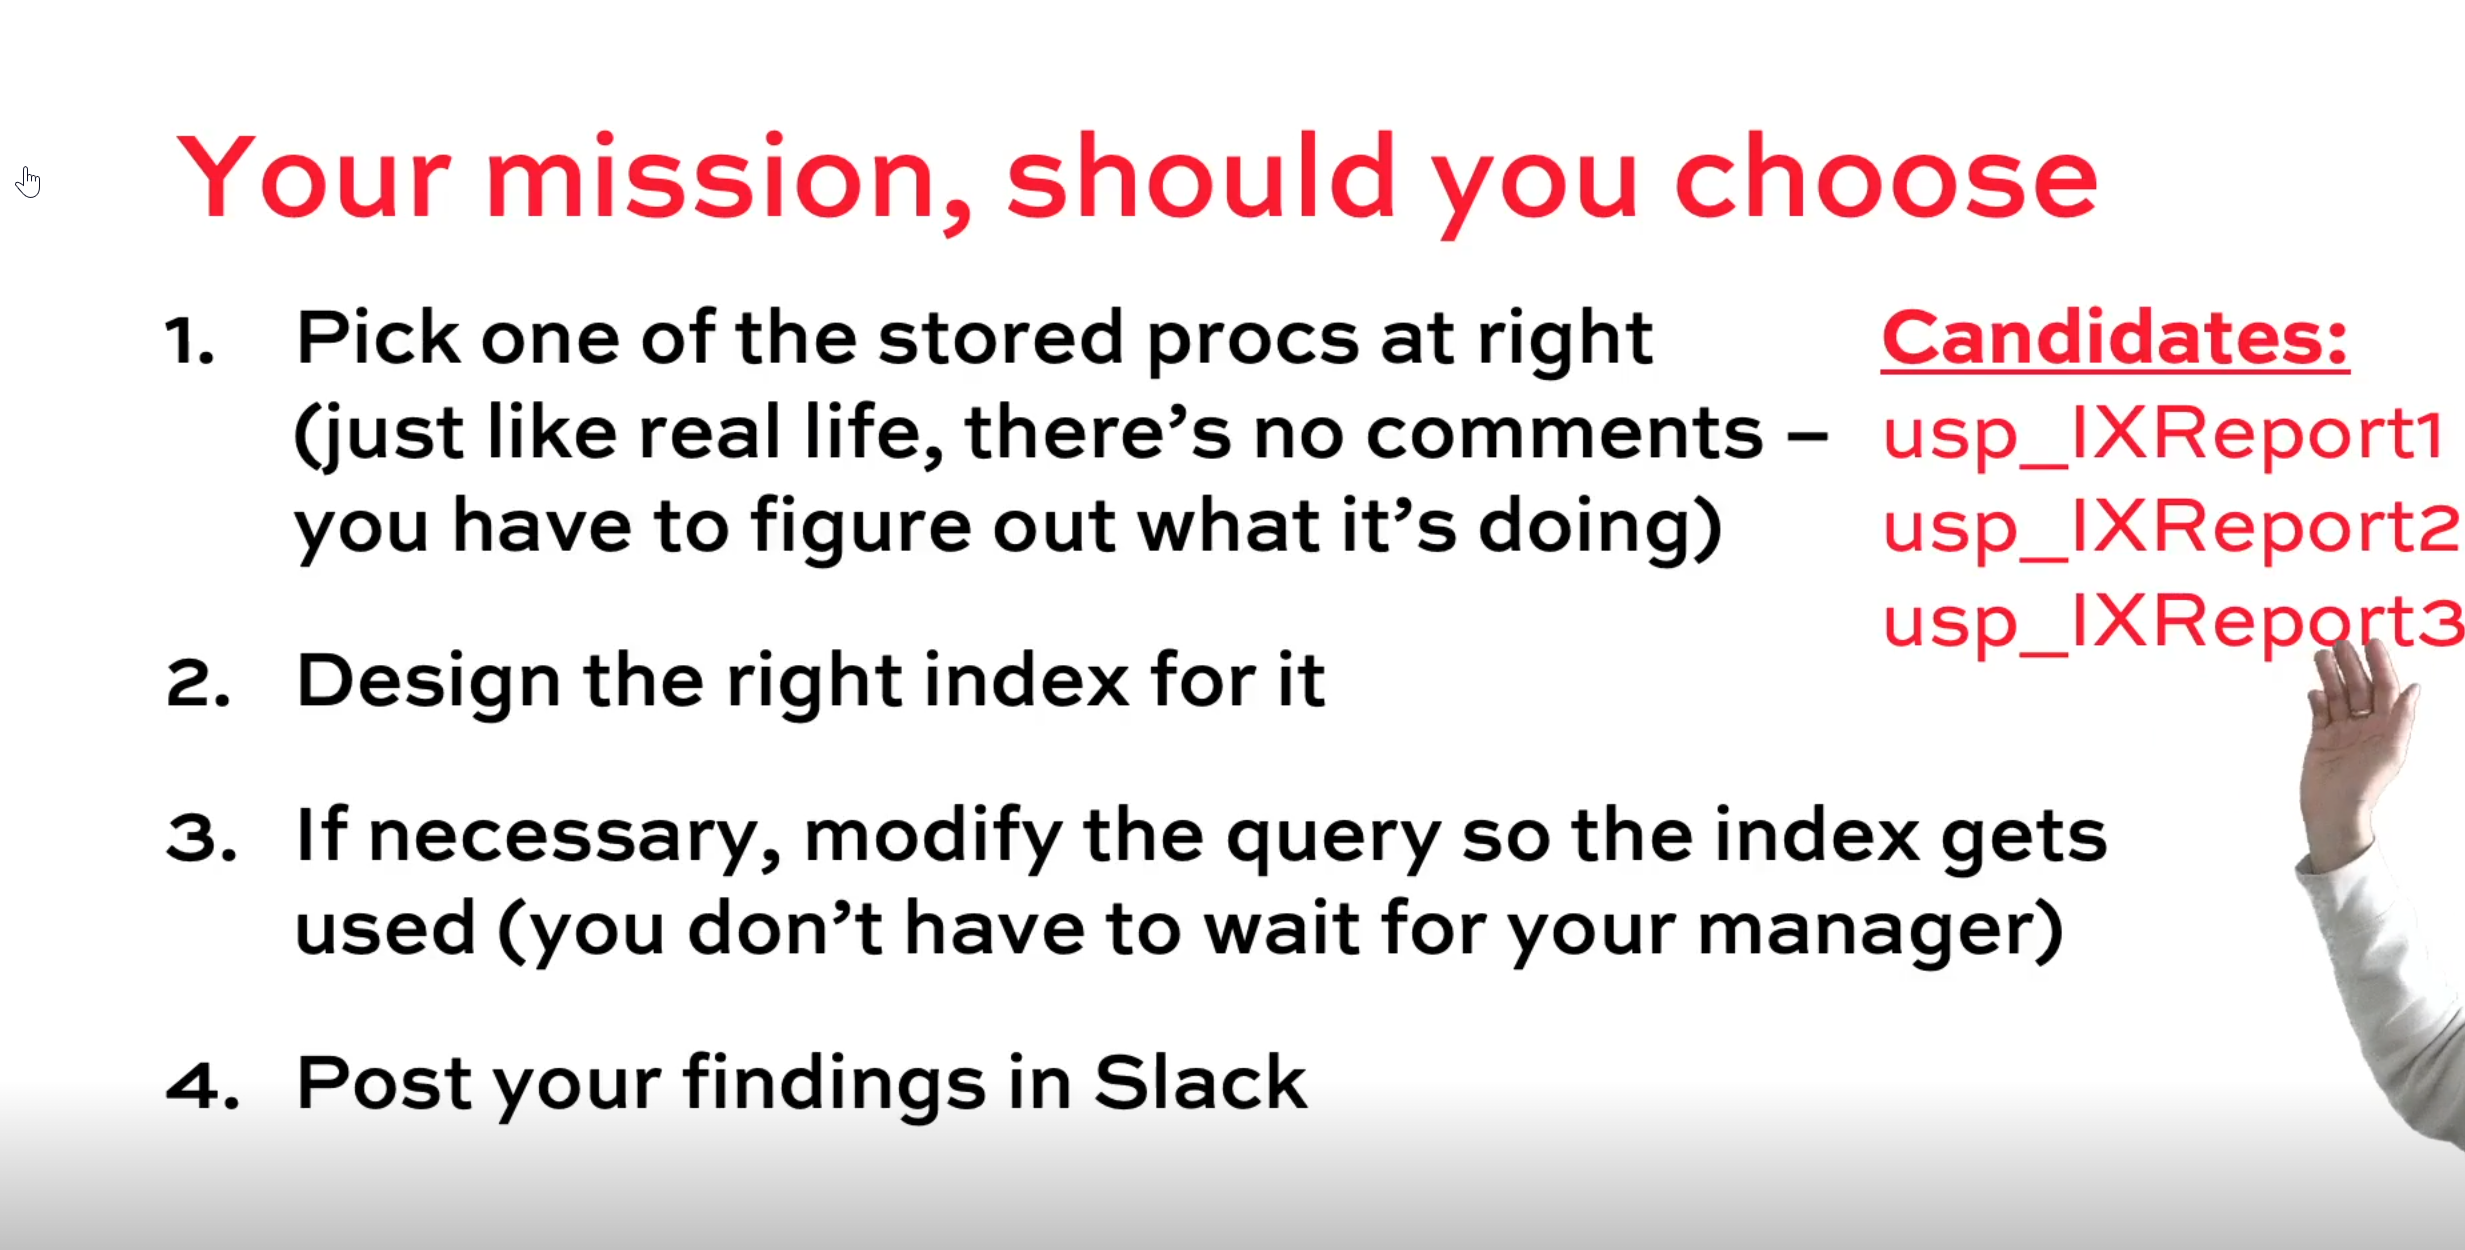 Your mission, should you choose
1. Pick one of the stored procs at right
(just like real life, there's no comments –
you have to figure out what it's doing)
2. Design the right index for it
3. If necessary, modify the query so the index gets
used (you don't have to wait for your manager)
4. Post your findings in Slack
Candidates:
usp_IXReport1
usp_IXReport2
usp_IXReport3